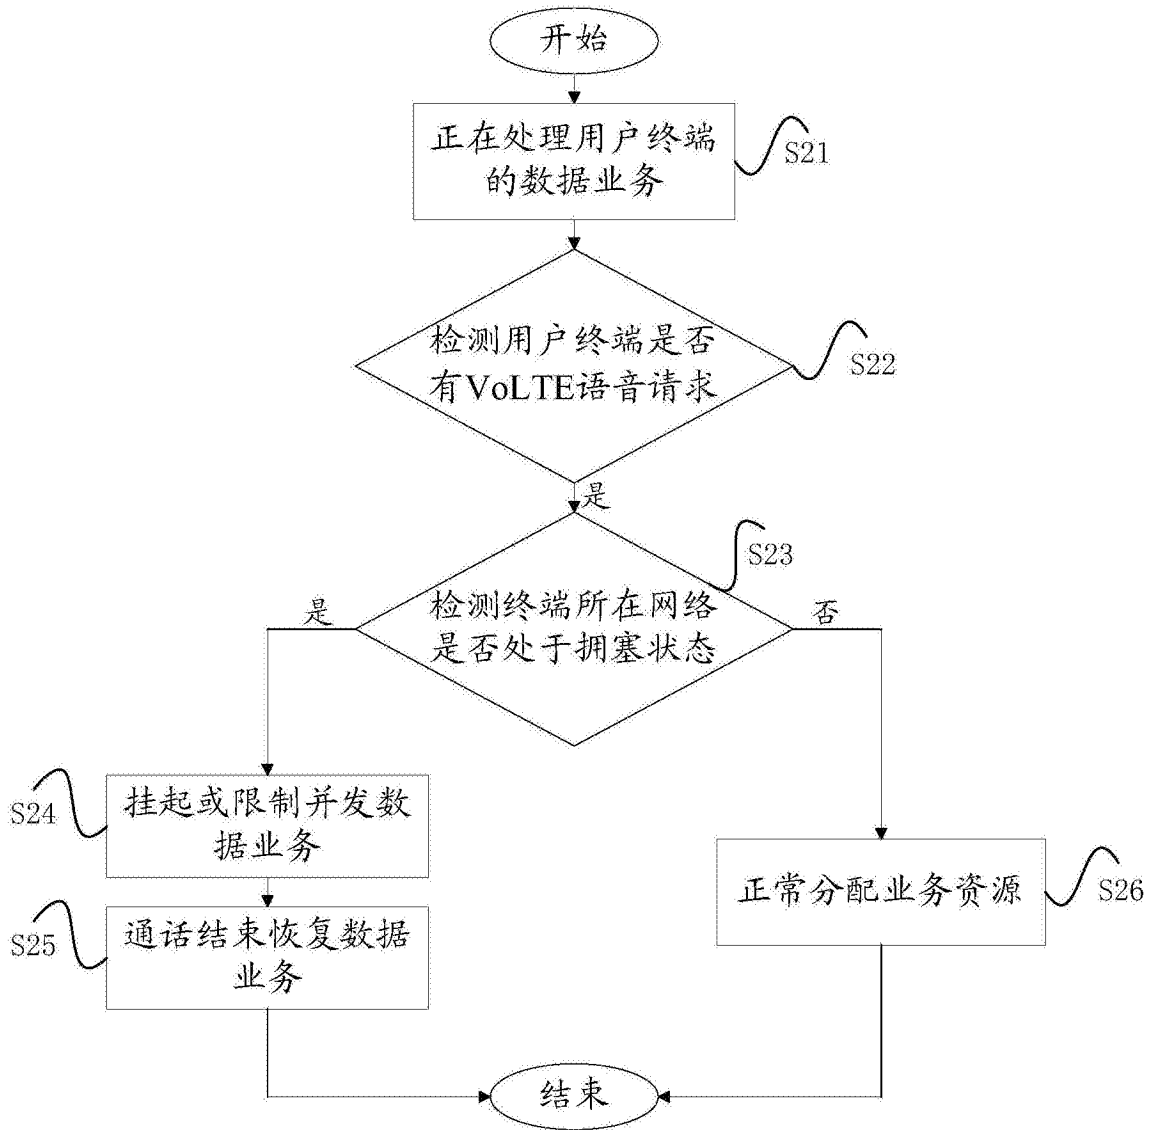 开始
正在处理用户终端
的数据业务
S21
检测用户终端是否
有VoLTE语音请求
S22
是
S23
检测终端所在网络
是否处于拥塞状态
是
否
挂起或限制并发数
据业务
S24
通话结束恢复数据
业务
S25
正常分配业务资源
S26
结束